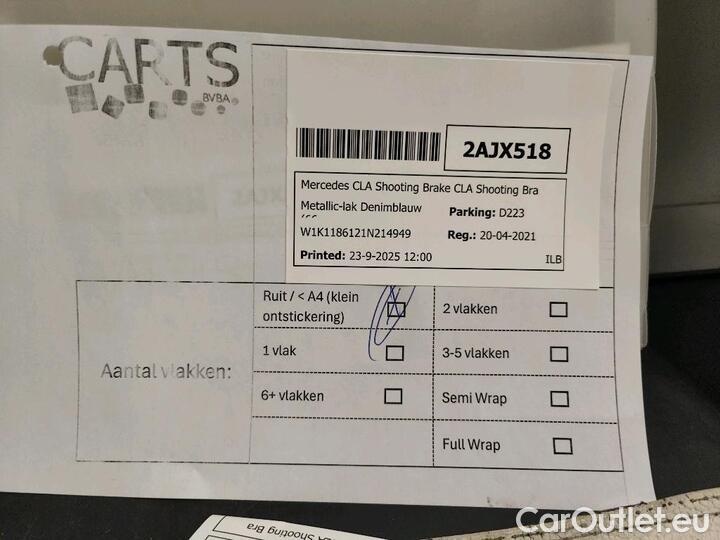 CARTS
BVBA
2AJX518
Mercedes CLA Shooting Brake CLA Shooting Bra
Metallic-lak Denimblauw
Parking: D223
W1K1186121N214949
Reg.: 20-04-2021
Printed: 23-9-2025 12:00
ILB
Aantal vlakken:
Ruit / < A4 (klein
ontstickering)
2 vlakken
1 vlak
3-5 vlakken
6+ vlakken
Semi Wrap
Full Wrap
Shooting Bra
CarOutlet.eu